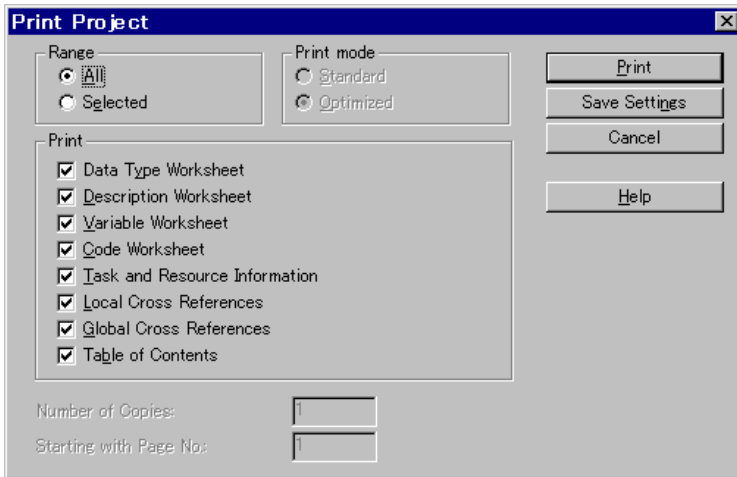 Print Project
Range
All
Selected
Print mode
Standard
Optimized
Print
Save Settings
Cancel
Help
Print
Data Type Worksheet
Description Worksheet
Variable Worksheet
Code Worksheet
Task and Resource Information
Local Cross References
Global Cross References
Table of Contents
Number of Copies: 1
Starting with Page No.: 1